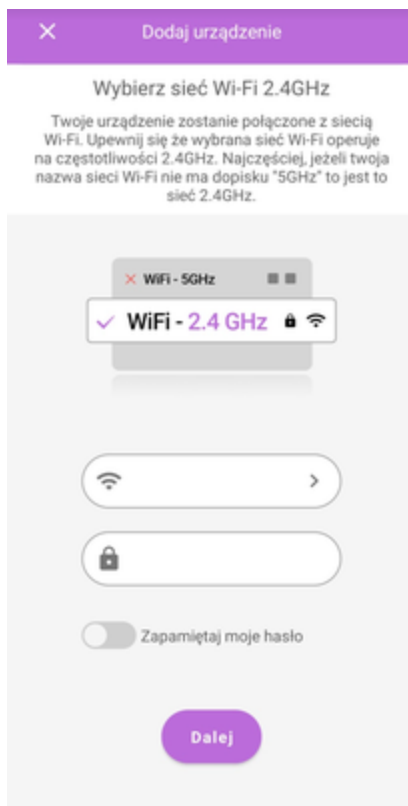 Dodaj urządzenie
Wybierz sieć Wi-Fi 2.4GHz
Twoje urządzenie zostanie połączone z siecią
Wi-Fi. Upewnij się że wybrana sieć Wi-Fi operuje
na częstotliwości 2.4GHz. Najczęściej, jeżeli twoja
nazwa sieci Wi-Fi nie ma dopisku "5GHz" to jest to
sieć 2.4GHz.
WiFi - 5GHz
WiFi - 2.4 GHz
Zapamiętaj moje hasło
Dalej